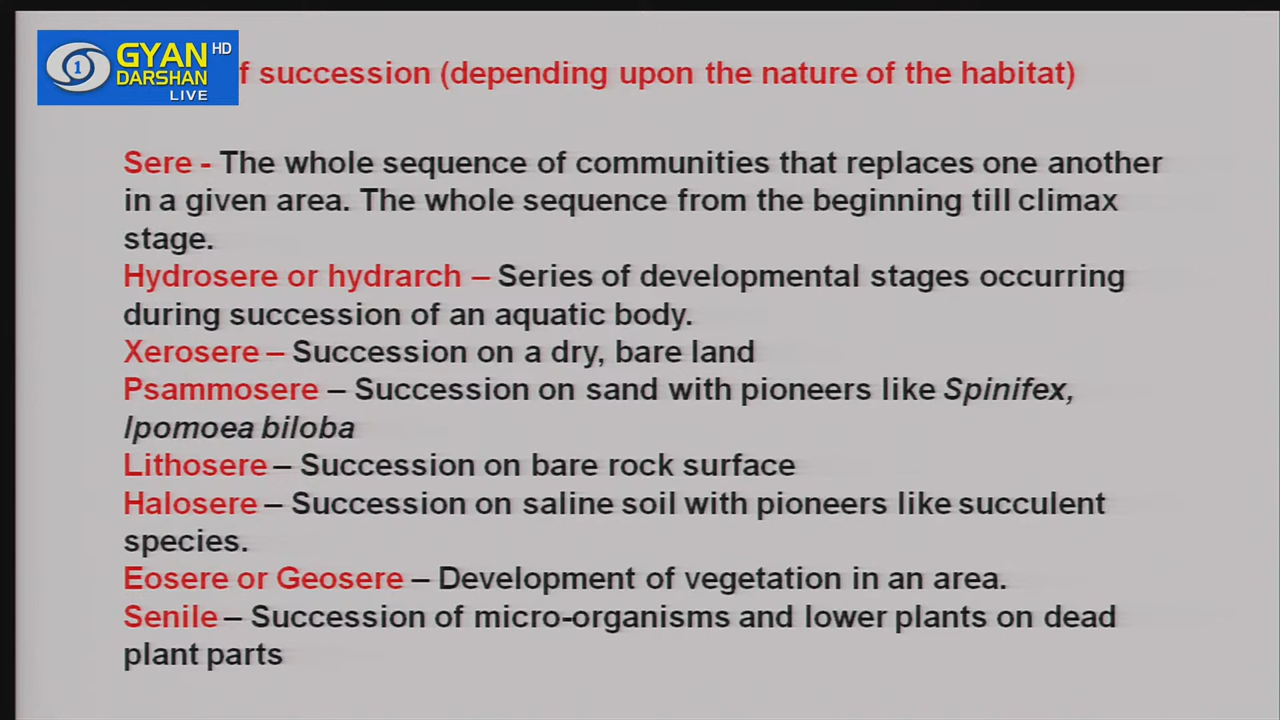 GYAN HD
DARSHAN
1
LIVE
f succession (depending upon the nature of the habitat)
Sere - The whole sequence of communities that replaces one another
in a given area. The whole sequence from the beginning till climax
stage.
Hydrosere or hydrarch – Series of developmental stages occurring
during succession of an aquatic body.
Xerosere – Succession on a dry, bare land
Psammosere – Succession on sand with pioneers like Spinifex,
Ipomoea biloba
Lithosere – Succession on bare rock surface
Halosere – Succession on saline soil with pioneers like succulent
species.
Eosere or Geosere – Development of vegetation in an area.
Senile – Succession of micro-organisms and lower plants on dead
plant parts